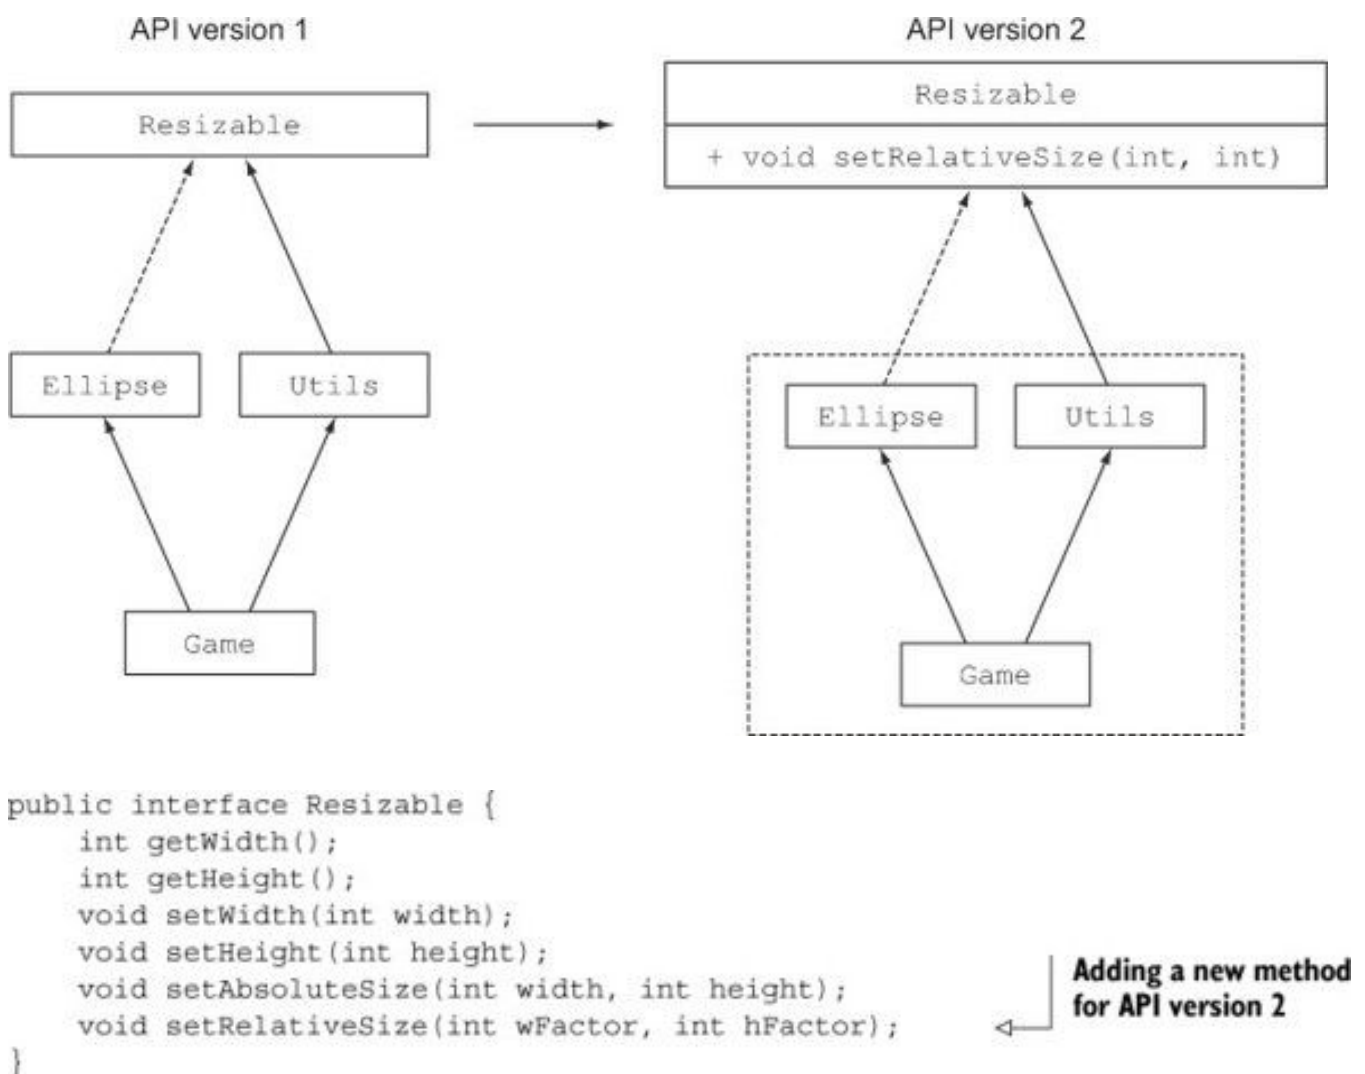 API version 1
Resizable
Ellipse
Utils
Game
API version 2
Resizable
+ void setRelativeSize(int, int)
Ellipse
Utils
Game
public interface Resizable {
int getWidth();
int getHeight();
void setWidth(int width);
void setHeight(int height);
void setAbsoluteSize(int width, int height);
void setRelativeSize(int wFactor, int hFactor);
}
Adding a new method
for API version 2